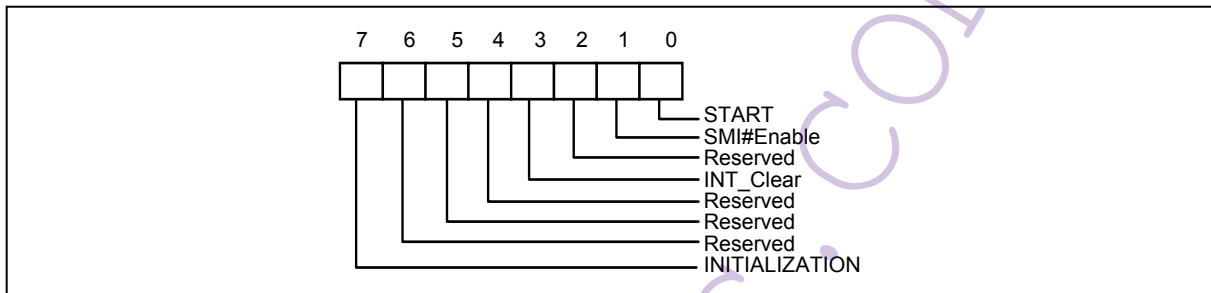 7 6 5 4 3 2 1 0
START
SMI#Enable
Reserved
INT_Clear
Reserved
Reserved
Reserved
INITIALIZATION